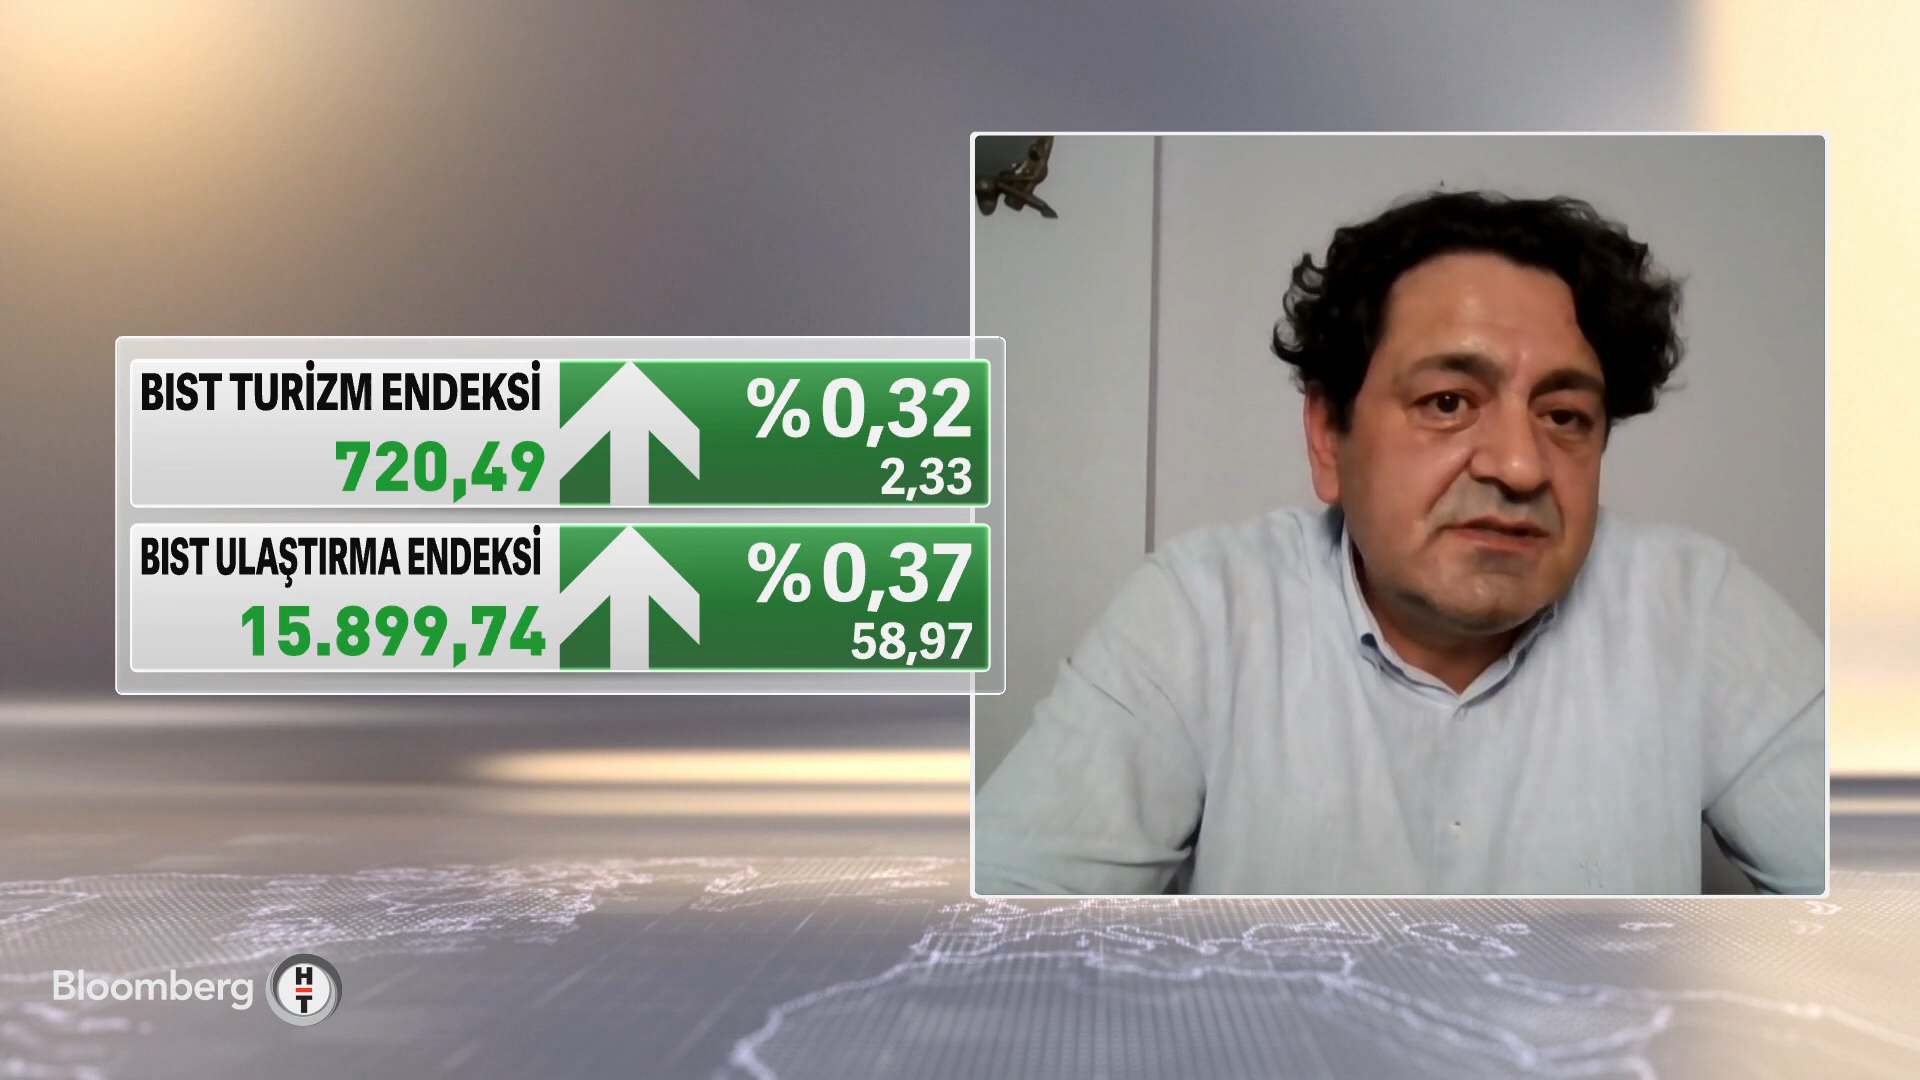 BIST TURİZM ENDEKSİ
720,49
%0,32
2,33
BIST ULAŞTIRMA ENDEKSİ
15.899,74
%0,37
58,97
Bloomberg HT